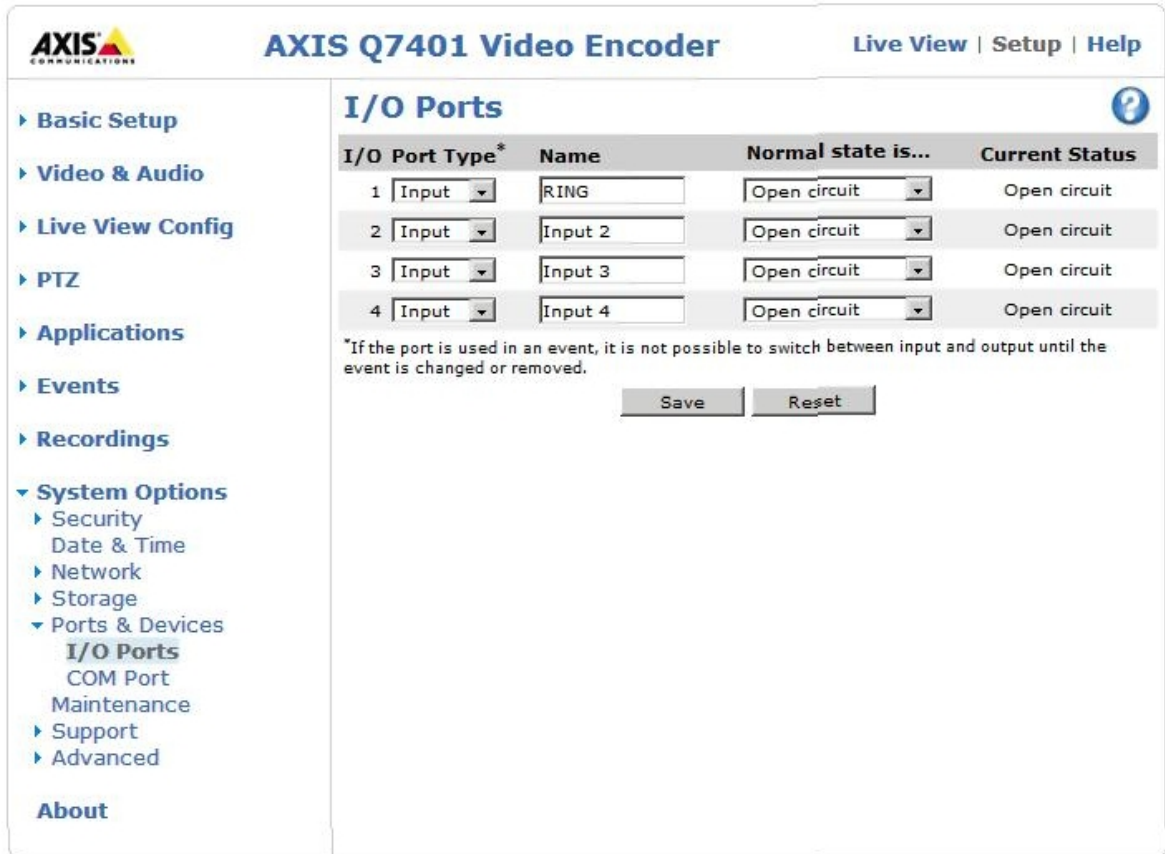 AXIS
COMMUNICATIONS
AXIS Q7401 Video Encoder
Live View | Setup | Help
Basic Setup
Video & Audio
Live View Config
PTZ
Applications
Events
Recordings
System Options
Security
Date & Time
Network
Storage
Ports & Devices
I/O Ports
COM Port
Maintenance
Support
Advanced
About
I/O Ports
?
I/O Port Type* Name Normal state is... Current Status
1 Input RING Open circuit Open circuit
2 Input Input 2 Open circuit Open circuit
3 Input Input 3 Open circuit Open circuit
4 Input Input 4 Open circuit Open circuit
*If the port is used in an event, it is not possible to switch between input and output until the
event is changed or removed.
Save Reset